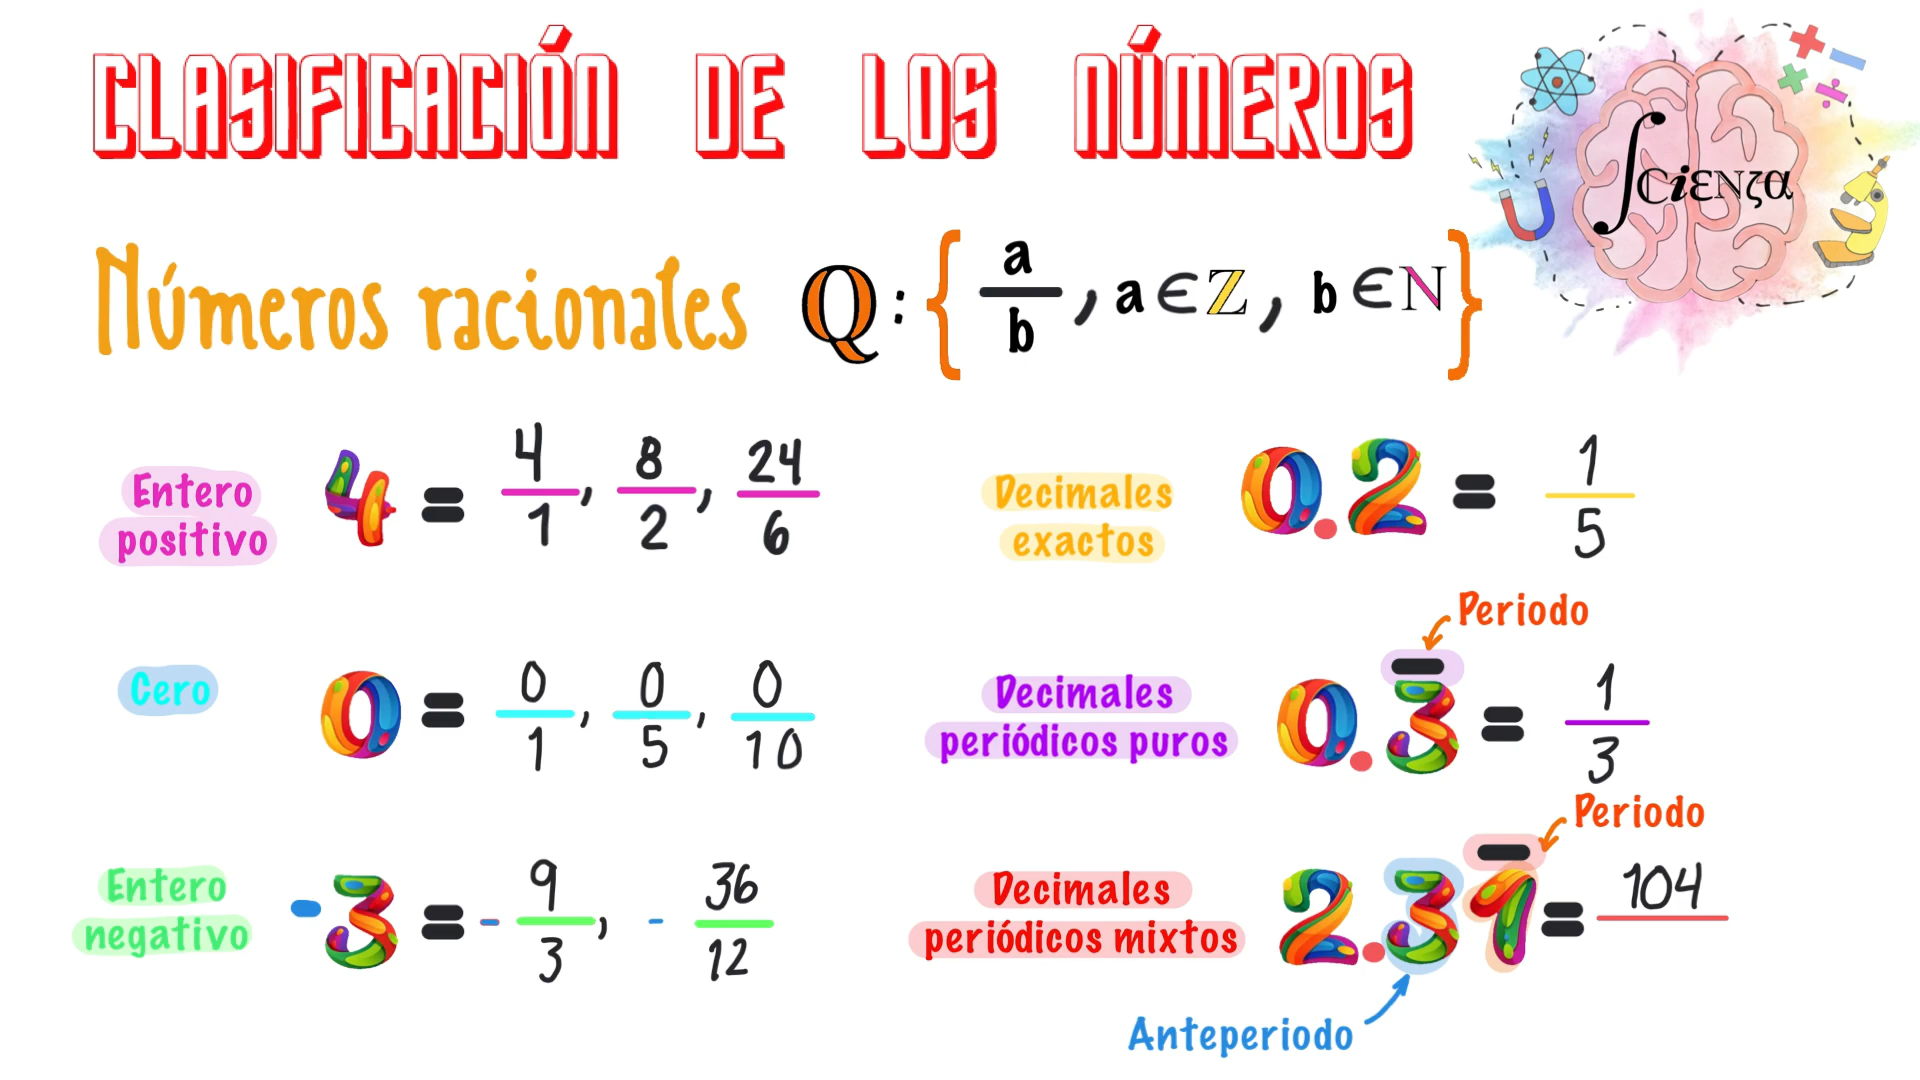 CLASIFICACIÓN DE LOS NÚMEROS
∫CiENζα
Números racionales Q : { a/b , a ∈ Z , b ∈ N }
Entero
positivo
4 = 4/1 , 8/2 , 24/6
Decimales
exactos
0.2 = 1/5
Cero
0 = 0/1 , 0/5 , 0/10
Periodo
Decimales
periódicos puros
0.3̅ = 1/3
Entero
negativo
-3 = - 9/3 , - 36/12
Periodo
Decimales
periódicos mixtos
2.31̅ = 104/
Anteperiodo